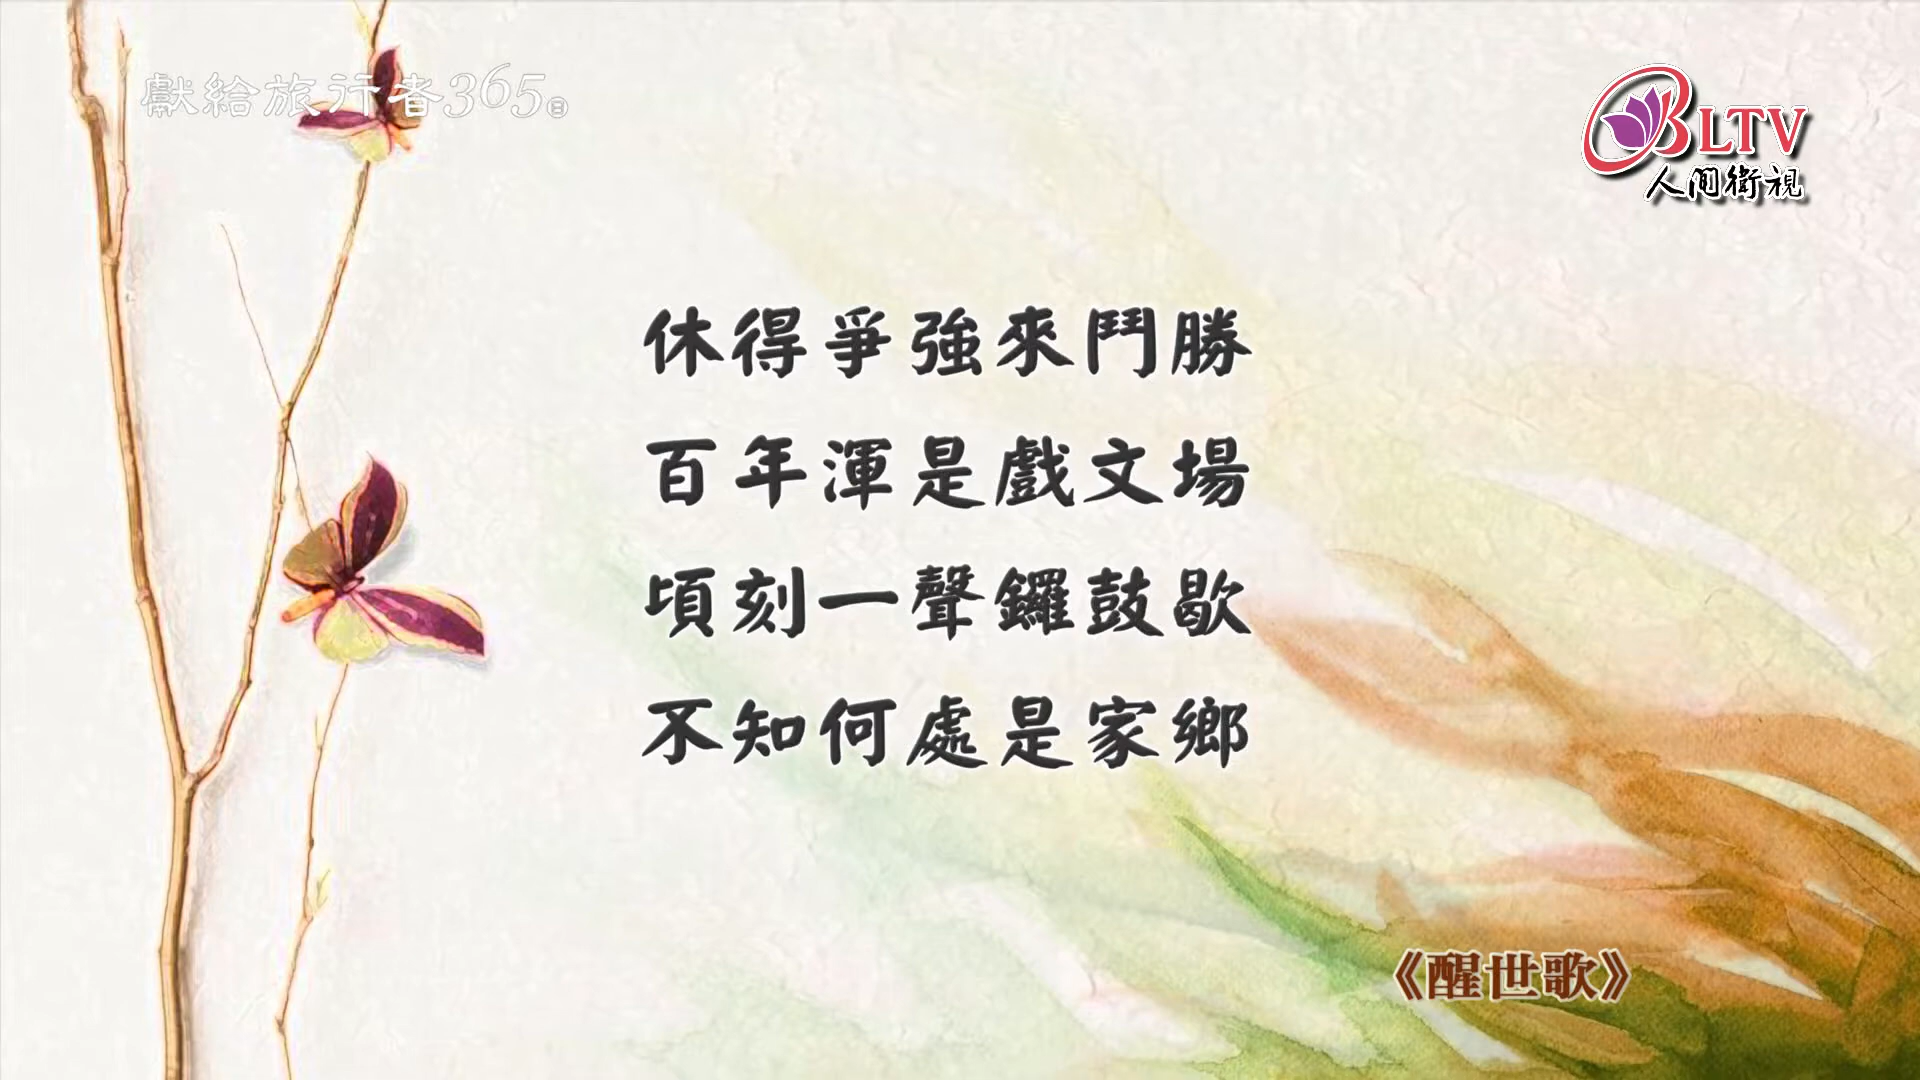 獻給旅行者365日
BLTV
人間衛視
休得爭強來鬥勝
百年渾是戲文場
頃刻一聲鑼鼓歇
不知何處是家鄉
《醒世歌》